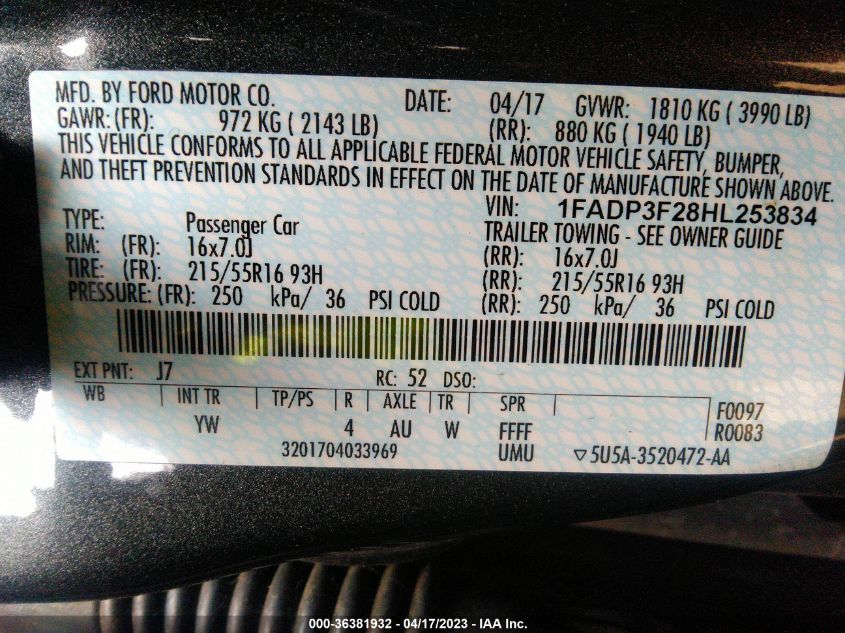 MFD. BY FORD MOTOR CO. DATE: 04/17 GVWR: 1810 KG ( 3990 LB)
GAWR: (FR): 972 KG ( 2143 LB) (RR): 880 KG ( 1940 LB)
THIS VEHICLE CONFORMS TO ALL APPLICABLE FEDERAL MOTOR VEHICLE SAFETY, BUMPER,
AND THEFT PREVENTION STANDARDS IN EFFECT ON THE DATE OF MANUFACTURE SHOWN ABOVE.
VIN: 1FADP3F28HL253834
TYPE: Passenger Car TRAILER TOWING - SEE OWNER GUIDE
RIM: (FR): 16x7.0J (RR): 16x7.0J
TIRE: (FR): 215/55R16 93H (RR): 215/55R16 93H
PRESSURE: (FR): 250 kPa/ 36 PSI COLD (RR): 250 kPa/ 36 PSI COLD
EXT PNT: J7 RC: 52 DSO:
WB INT TR TP/PS R AXLE TR SPR F0097
YW 4 AU W FFFF R0083
3201704033969 UMU ▽5U5A-3520472-AA
000-36381932 - 04/17/2023 - IAA Inc.